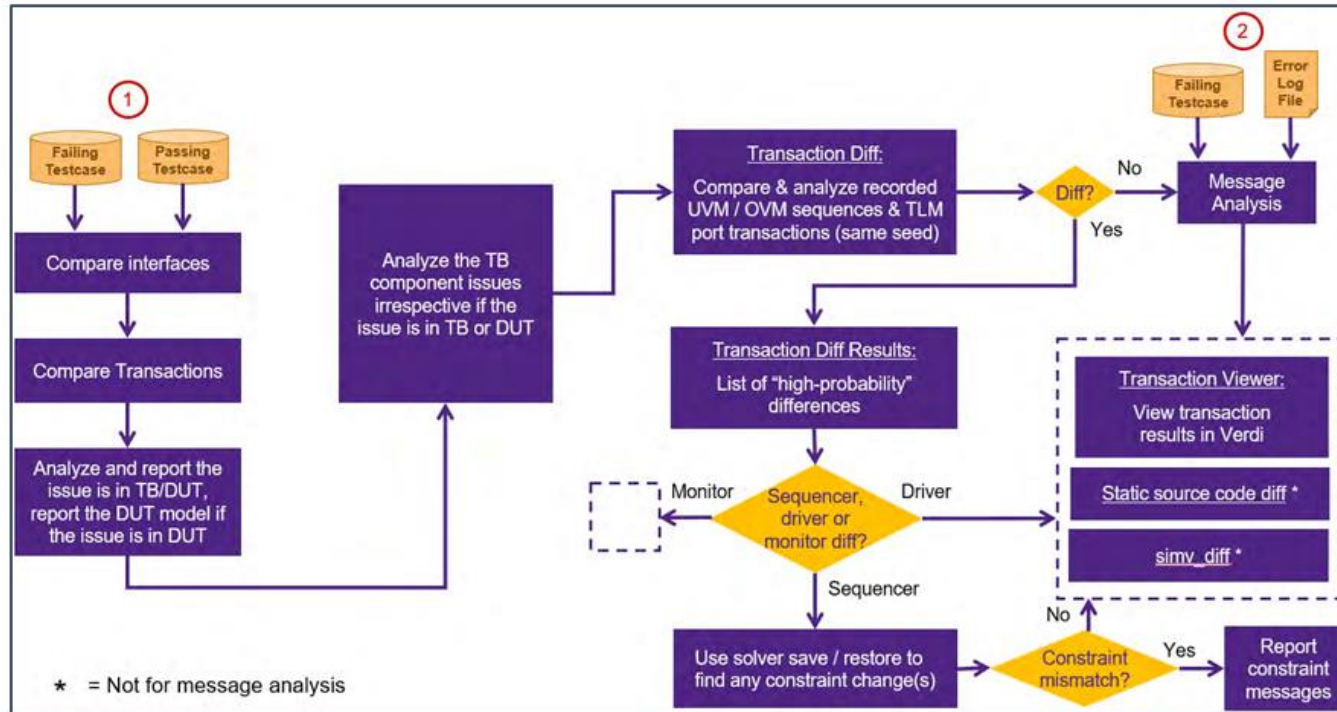 1
Failing
Testcase
Passing
Testcase
Compare interfaces
Compare Transactions
Analyze and report the
issue is in TB/DUT,
report the DUT model if
the issue is in DUT
Analyze the TB
component issues
irrespective if the
issue is in TB or DUT
Transaction Diff:
Compare & analyze recorded
UVM / OVM sequences & TLM
port transactions (same seed)
Diff?
No
Yes
2
Failing
Testcase
Error
Log
File
Message
Analysis
Transaction Diff Results:
List of “high-probability”
differences
Monitor
Sequencer,
driver or
monitor diff?
Driver
Sequencer
Transaction Viewer:
View transaction
results in Verdi
Static source code diff *
simv_diff *
Use solver save / restore to
find any constraint change(s)
No
Constraint
mismatch?
Yes
Report
constraint
messages
* = Not for message analysis